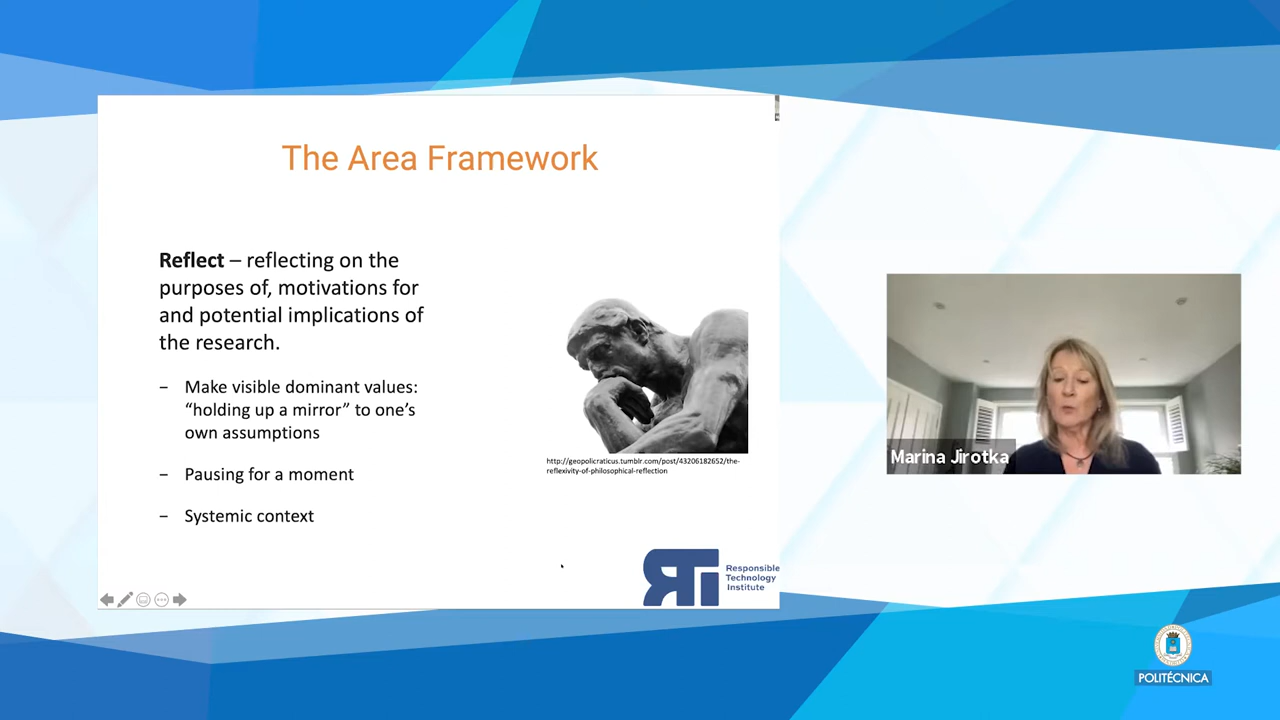 The Area Framework
Reflect – reflecting on the
purposes of, motivations for
and potential implications of
the research.
– Make visible dominant values:
“holding up a mirror” to one’s
own assumptions
– Pausing for a moment
– Systemic context
http://geopolicraticus.tumblr.com/post/43206182652/the-
reflexivity-of-philosophical-reflection
RTI
Responsible
Technology
Institute
Marina Jirotka
POLITÉCNICA